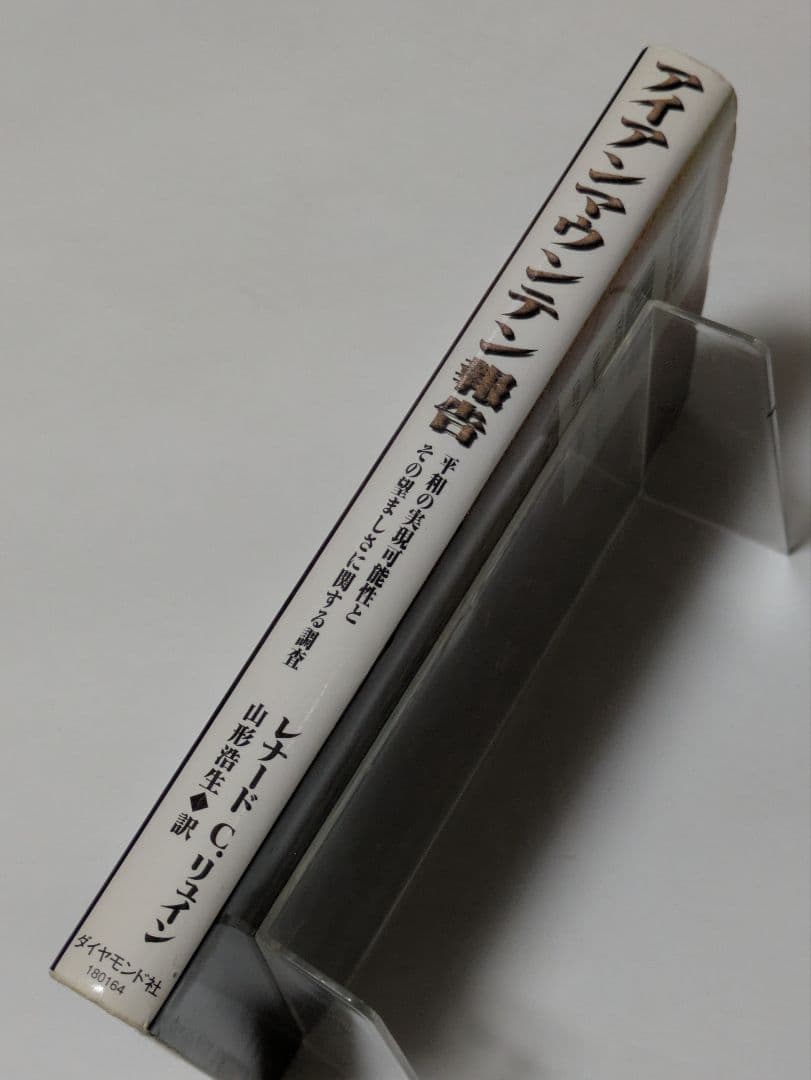 アイアンマウンテン報告
平和の実現可能性と
その望ましさに関する調査
レナード C. リュイン
山形浩生◆訳
ダイヤモンド社
180164